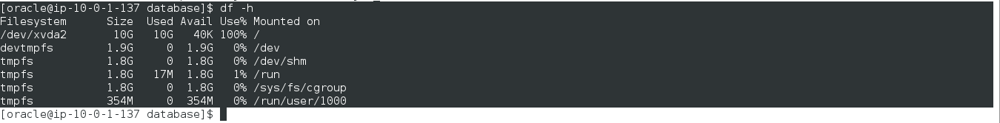 [oracle@ip-10-0-1-137 database]$ df -h
Filesystem      Size  Used Avail Use% Mounted on
/dev/xvda2       10G   10G   40K 100% /
devtmpfs        1.9G     0  1.9G   0% /dev
tmpfs           1.8G     0  1.8G   0% /dev/shm
tmpfs           1.8G   17M  1.8G   1% /run
tmpfs           1.8G     0  1.8G   0% /sys/fs/cgroup
tmpfs           354M     0  354M   0% /run/user/1000
[oracle@ip-10-0-1-137 database]$